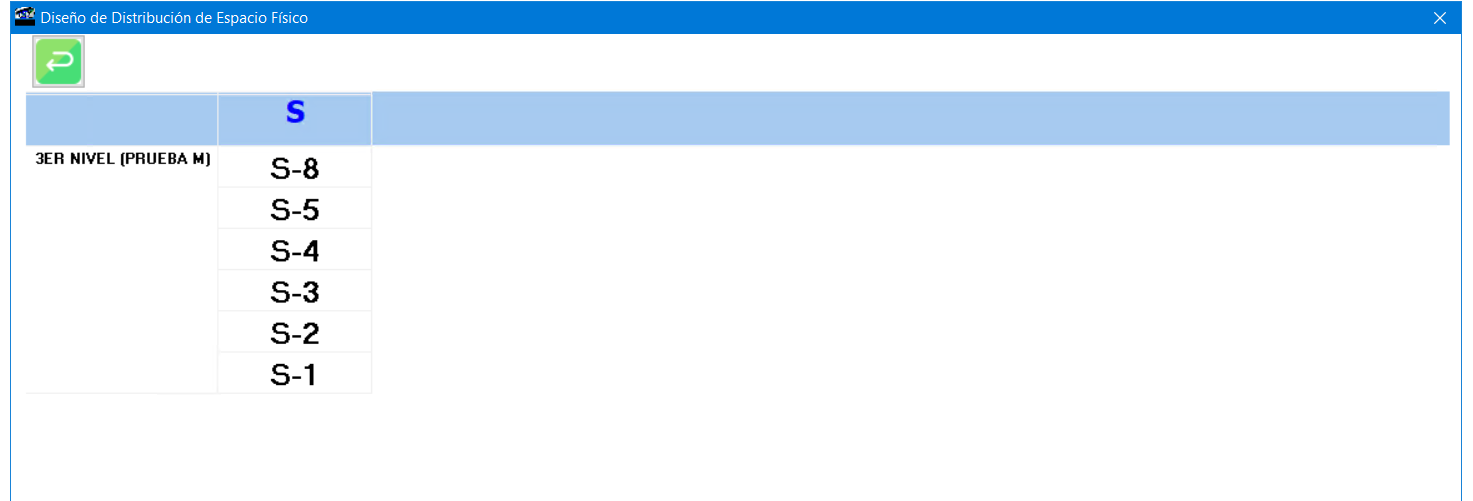 Diseño de Distribución de Espacio Físico
S
3ER NIVEL (PRUEBA M)
S-8
S-5
S-4
S-3
S-2
S-1